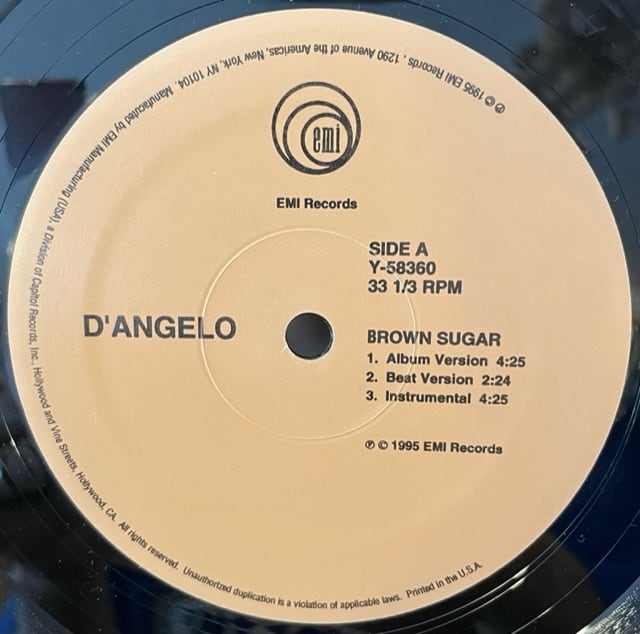 emi
EMI Records
SIDE A
Y-58360
33 1/3 RPM
D'ANGELO
BROWN SUGAR
1. Album Version 4:25
2. Beat Version 2:24
3. Instrumental 4:25
℗ © 1995 EMI Records
℗ © 1995 EMI Records, 1290 Avenue of the Americas, New York, NY 10104. Manufactured by EMI Manufacturing (USA), a Division of Capitol Records, Inc., Hollywood and Vine Streets, Hollywood, CA. All rights reserved. Unauthorized duplication is a violation of applicable laws. Printed in the U.S.A.